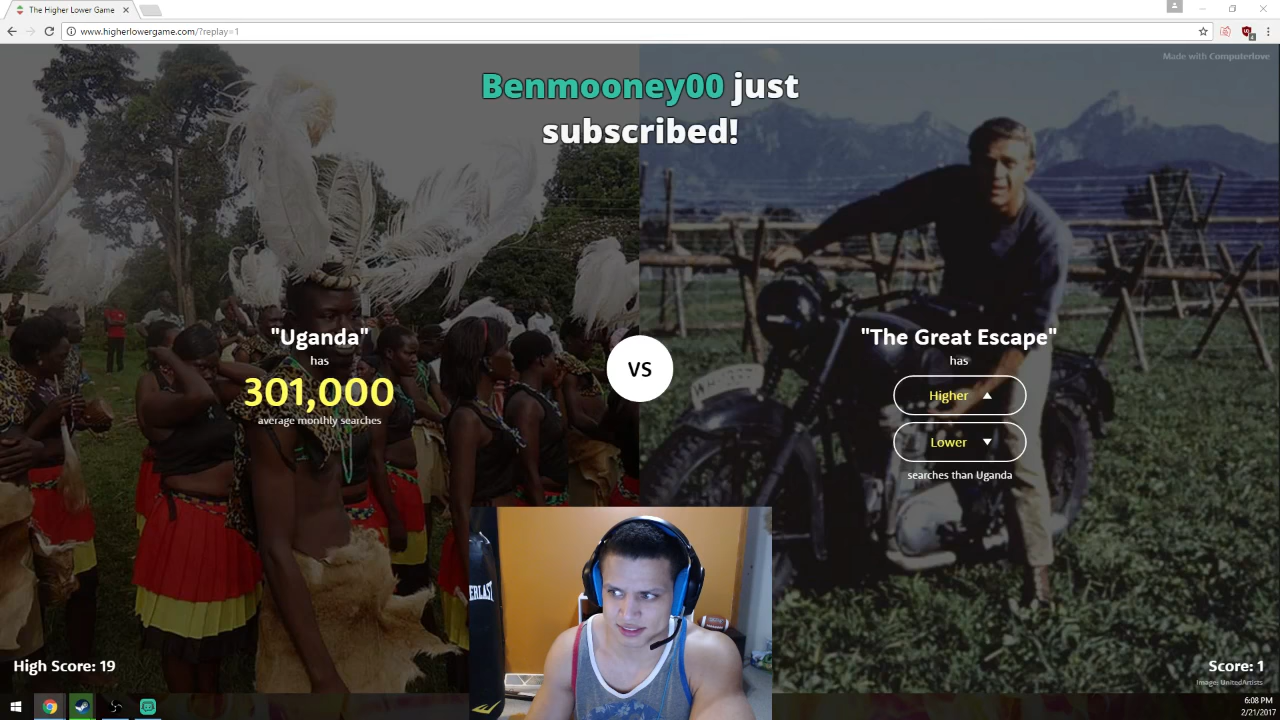 The Higher Lower Game
www.higherlowergame.com/?replay=1
Made with Computerlove
Benmooney00 just
subscribed!
"Uganda"
has
301,000
average monthly searches
VS
"The Great Escape"
has
Higher
Lower
searches than Uganda
High Score: 19
Score: 1
Image: UnitedArtists
6:08 PM
2/21/2017